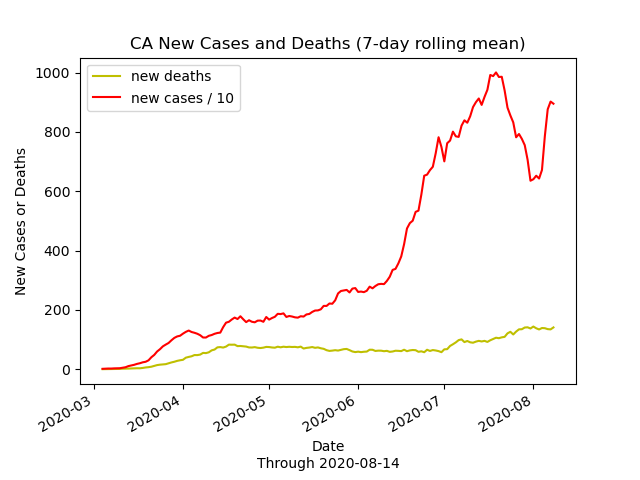 CA New Cases and Deaths (7-day rolling mean)
new deaths
new cases / 10
New Cases or Deaths
1000
800
600
400
200
0
2020-03
2020-04
2020-05
2020-06
2020-07
2020-08
Date
Through 2020-08-14